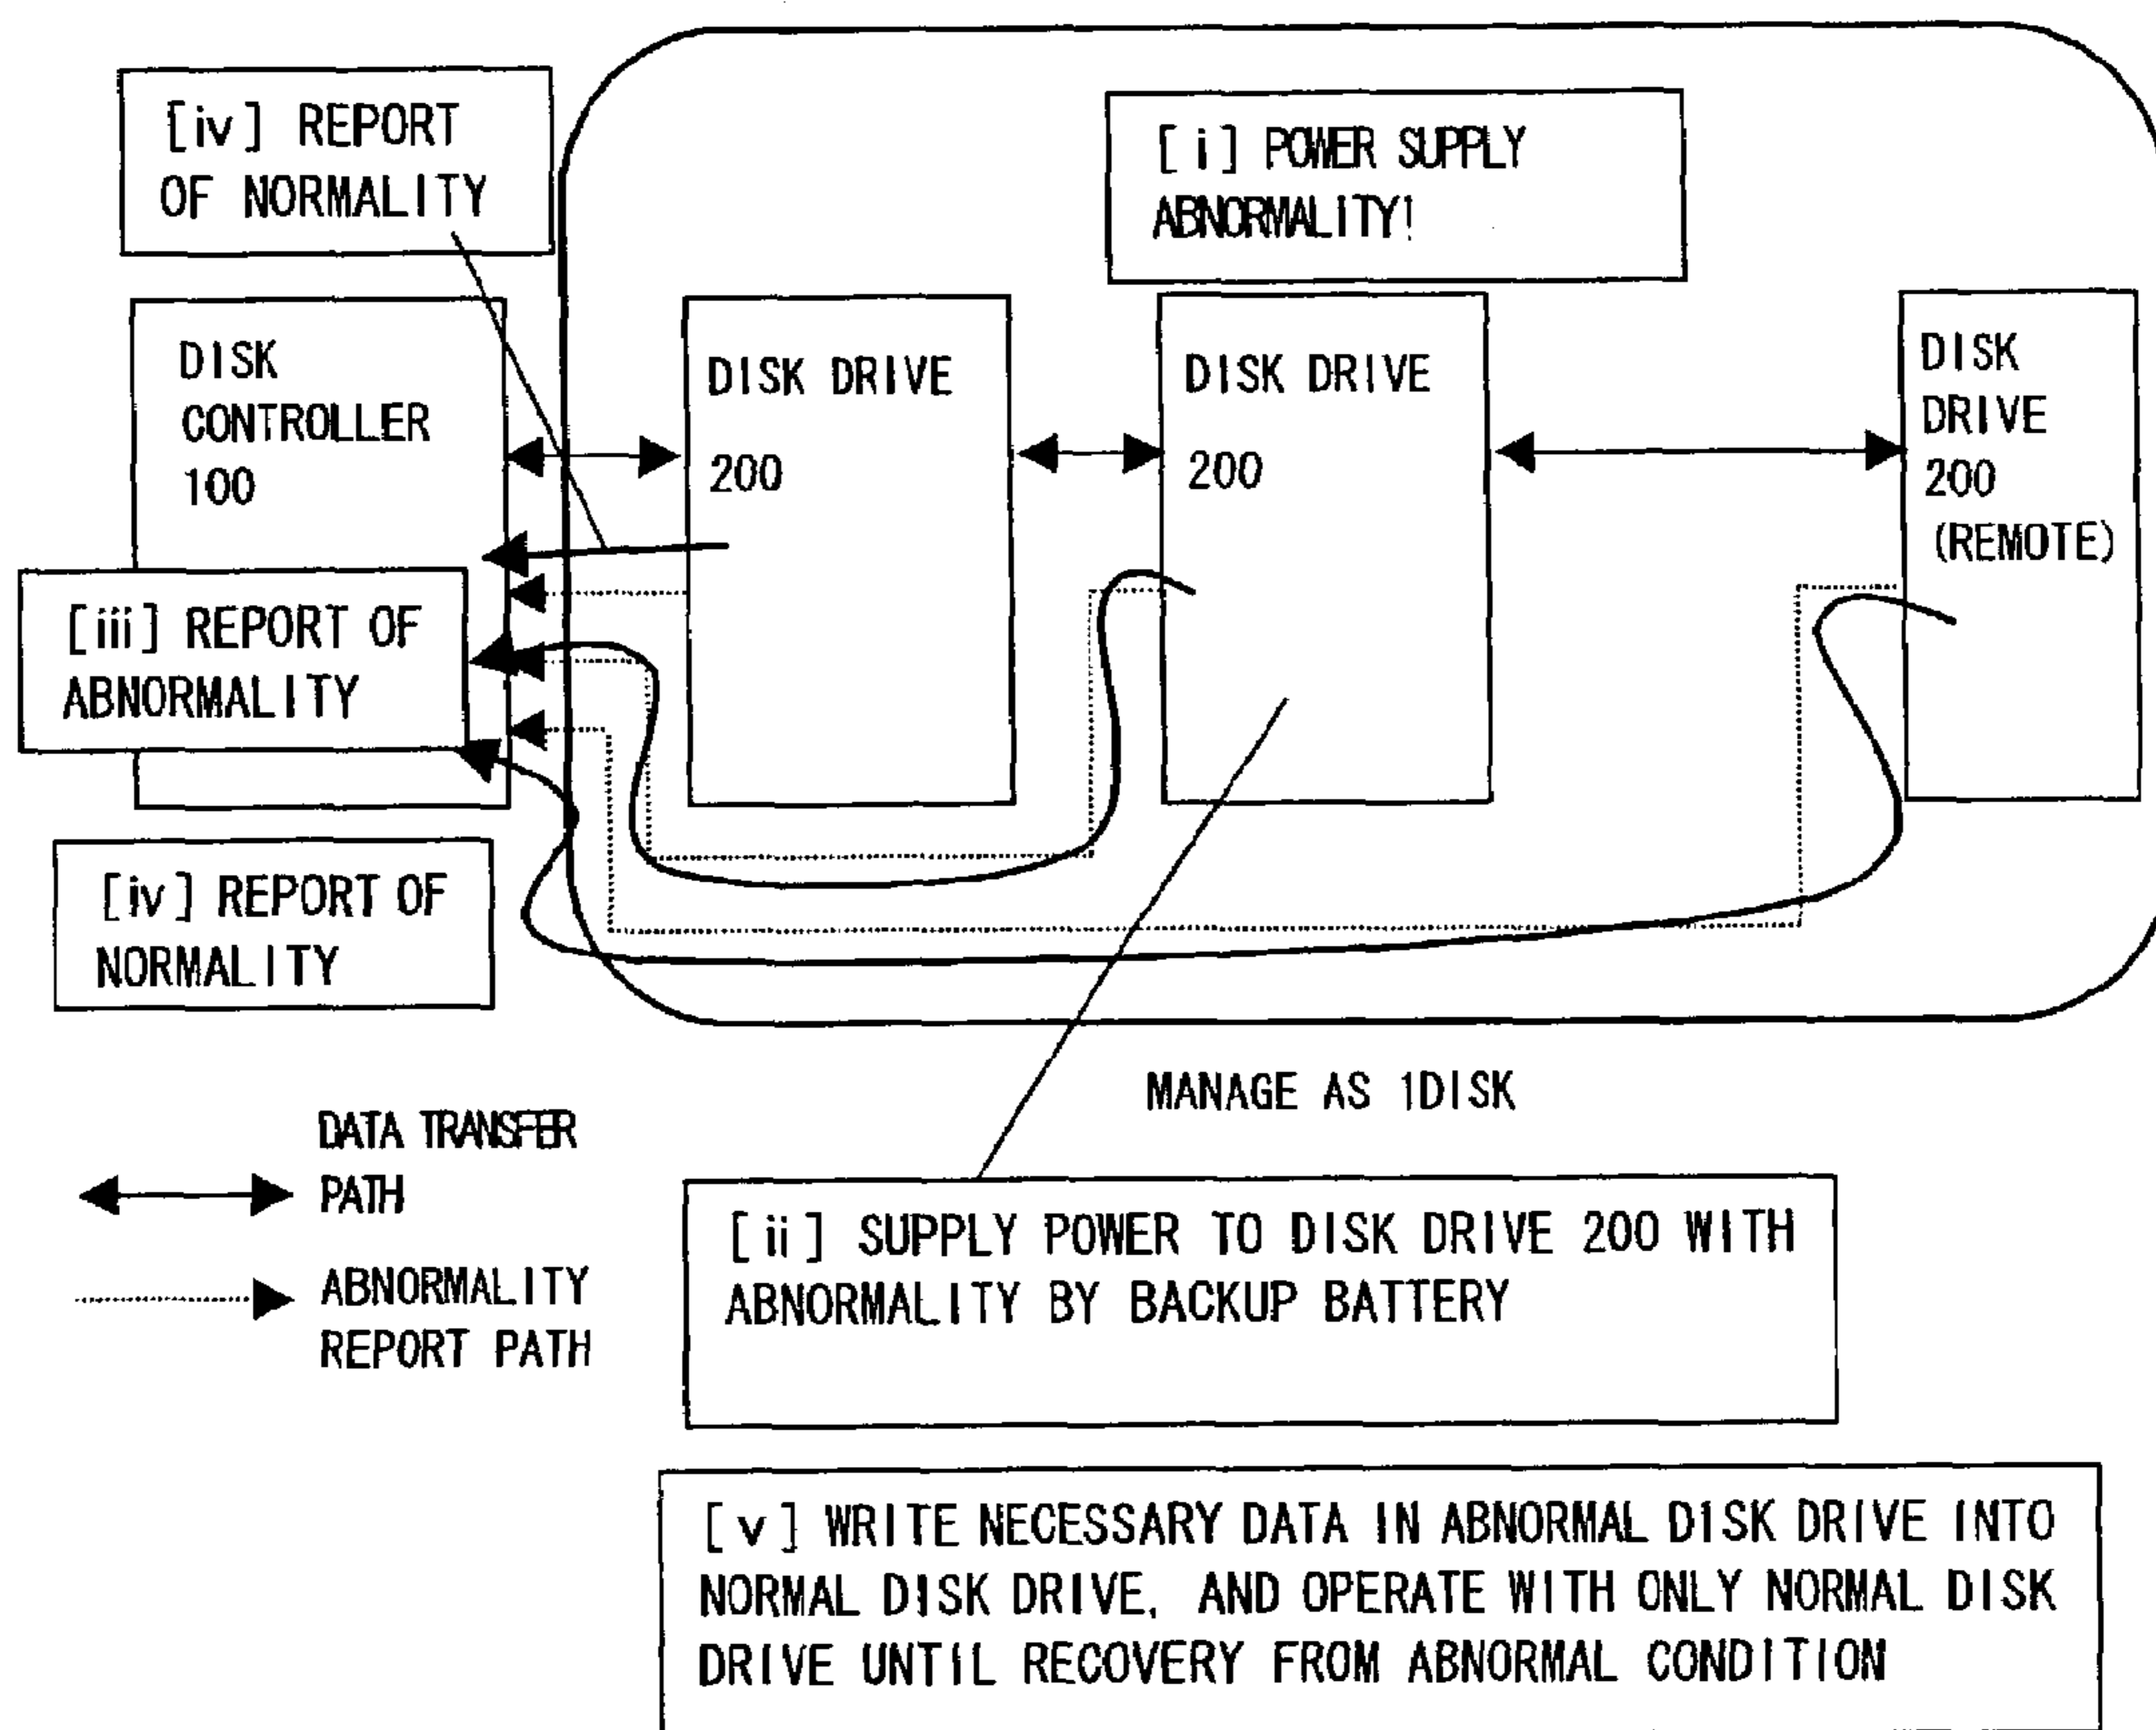 [iv] REPORT
OF NORMALITY
[i] POWER SUPPLY
ABNORMALITY!
DISK
CONTROLLER
100
DISK DRIVE
200
DISK DRIVE
200
DISK
DRIVE
200
(REMOTE)
[iii] REPORT OF
ABNORMALITY
[iv] REPORT OF
NORMALITY
MANAGE AS 1DISK
DATA TRANSFER
PATH
ABNORMALITY
REPORT PATH
[ii] SUPPLY POWER TO DISK DRIVE 200 WITH
ABNORMALITY BY BACKUP BATTERY
[v] WRITE NECESSARY DATA IN ABNORMAL DISK DRIVE INTO
NORMAL DISK DRIVE, AND OPERATE WITH ONLY NORMAL DISK
DRIVE UNTIL RECOVERY FROM ABNORMAL CONDITION